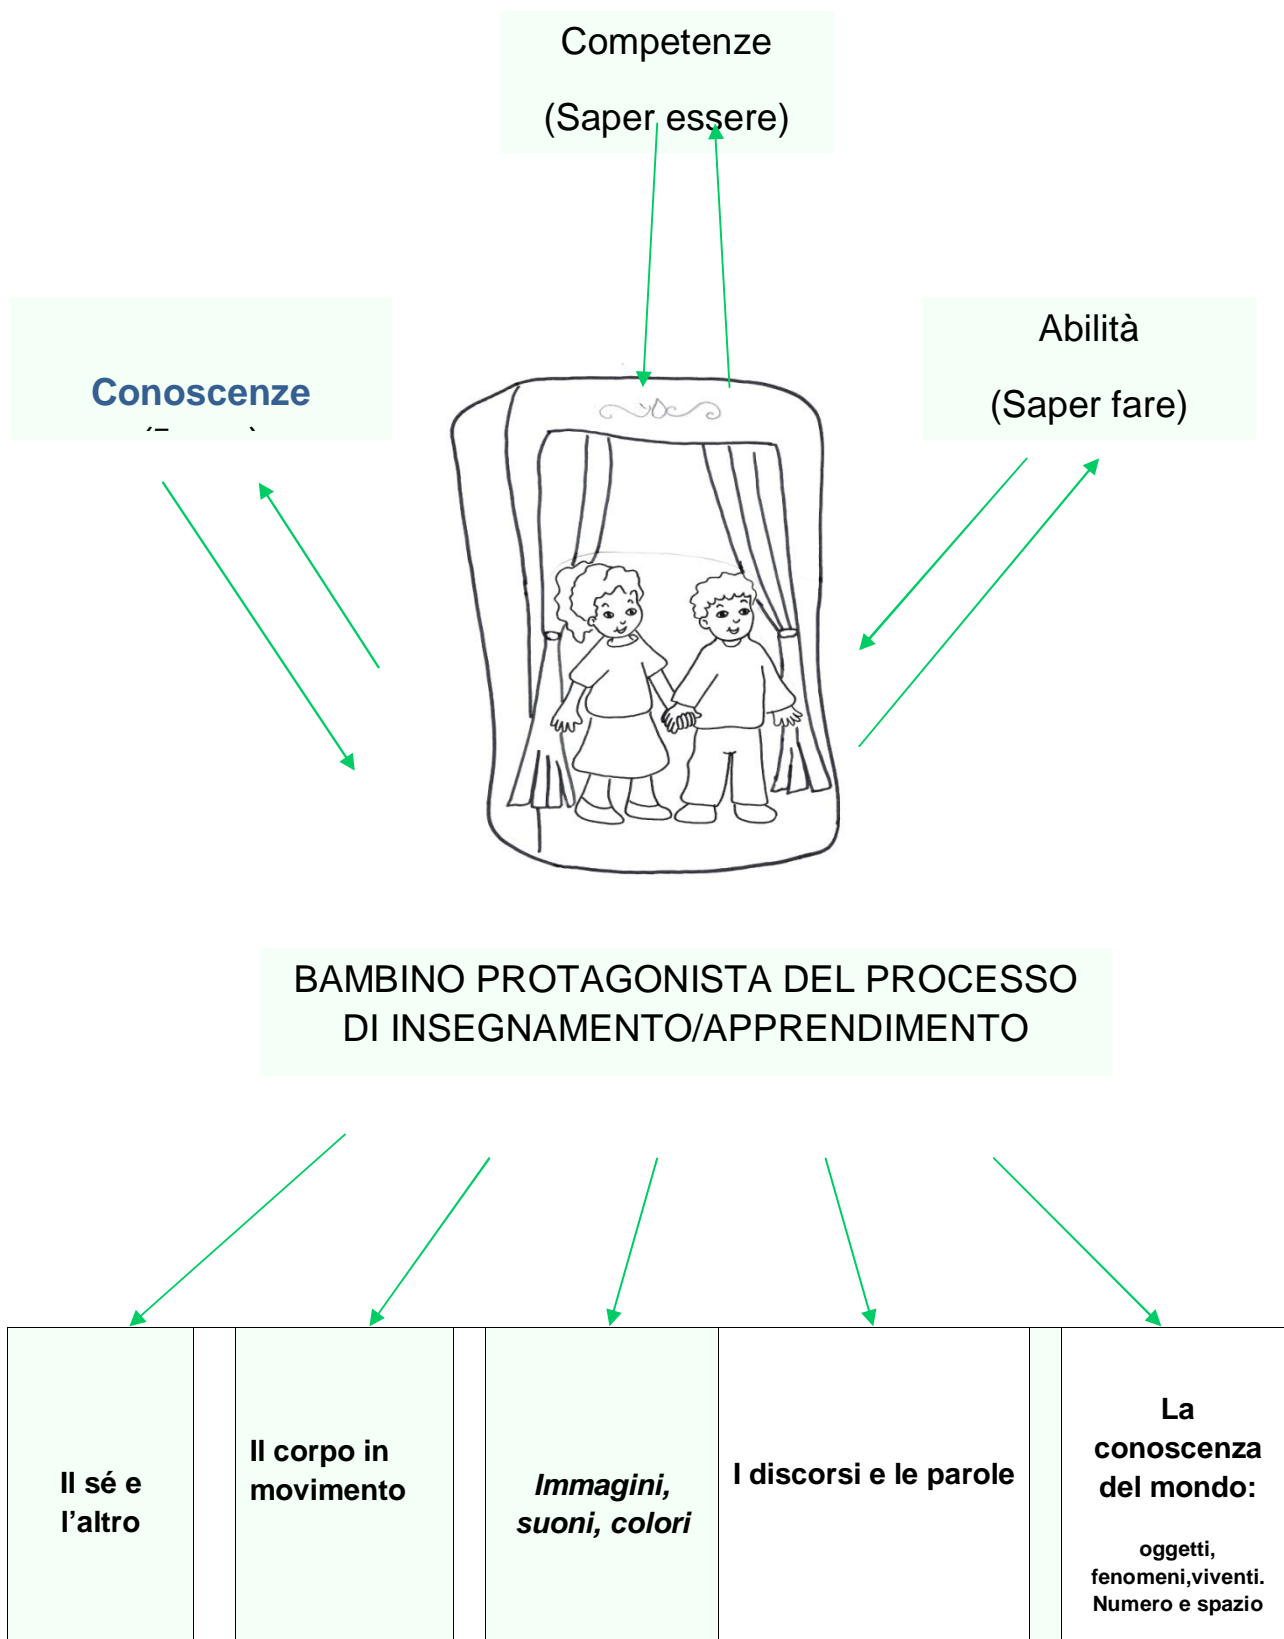 Competenze
(Saper essere)
Conoscenze
Abilità
(Saper fare)
BAMBINO PROTAGONISTA DEL PROCESSO
DI INSEGNAMENTO/APPRENDIMENTO
Il sé e
l’altro
Il corpo in
movimento
Immagini,
suoni, colori
I discorsi e le parole
La
conoscenza
del mondo:
oggetti,
fenomeni,viventi.
Numero e spazio